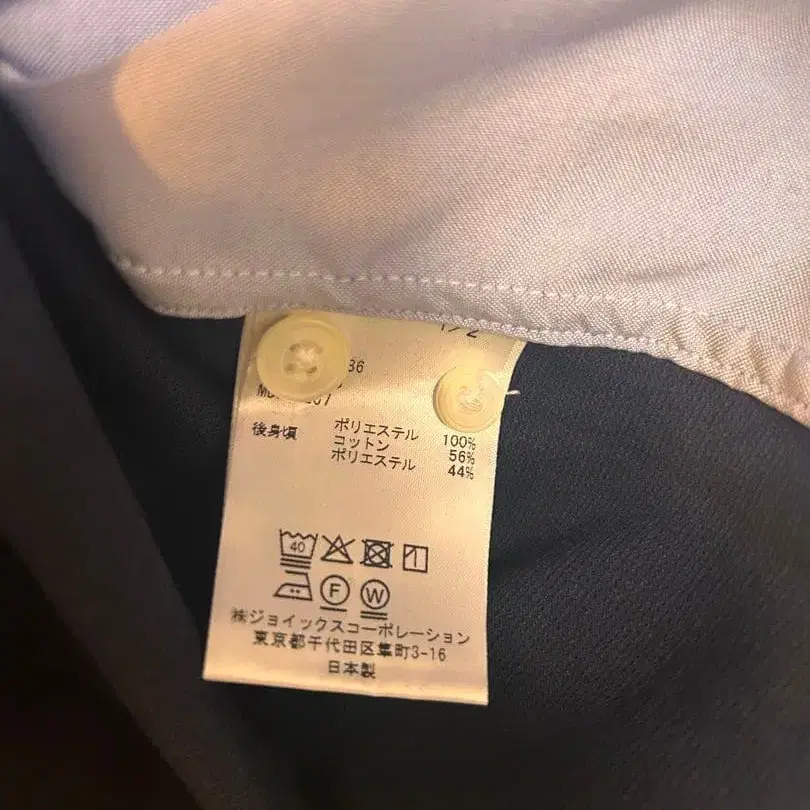 1/2
36
後身頃 ポリエステル 100%
コットン 56%
ポリエステル 44%
40
F W
㈱ジョイックスコーポレーション
東京都千代田区隼町3-16
日本製